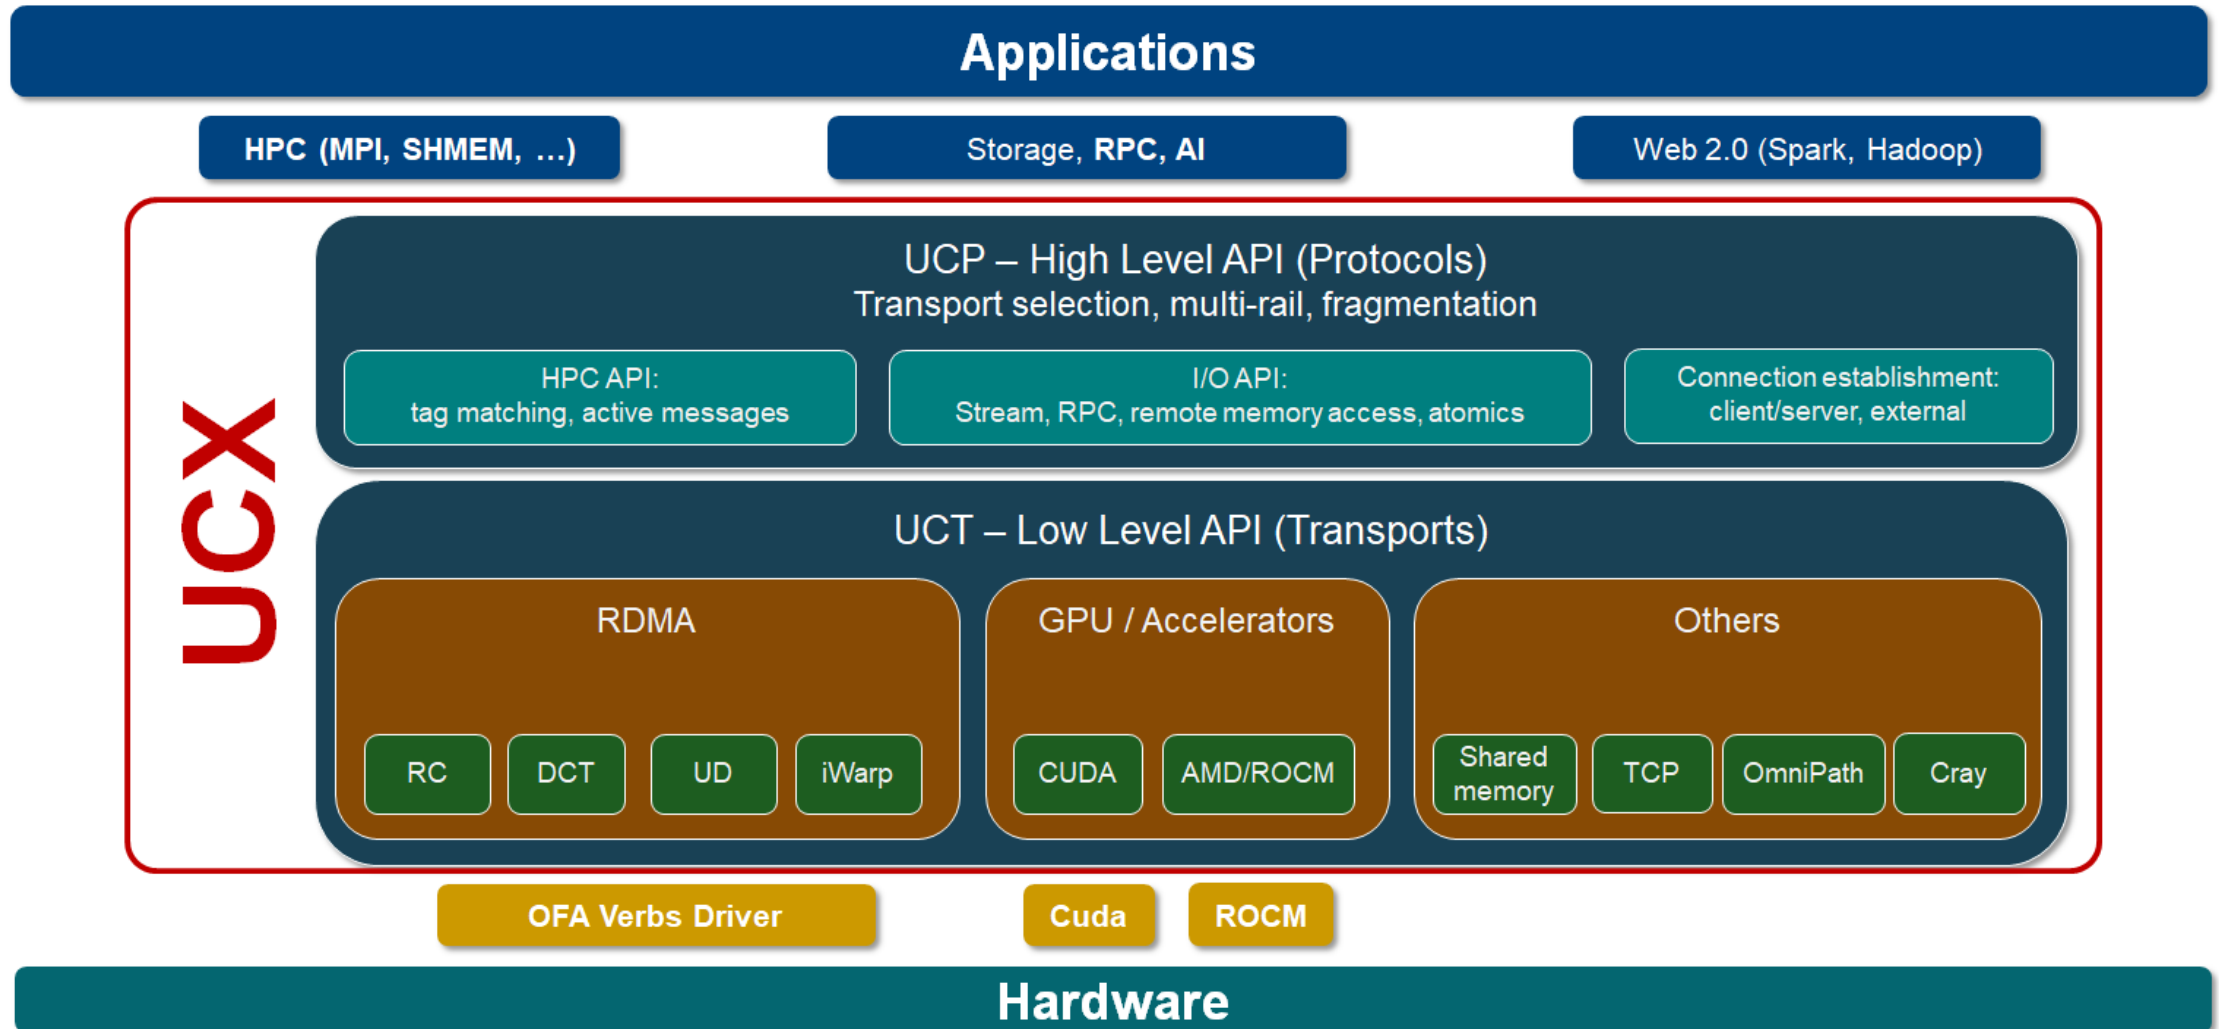 Applications
HPC (MPI, SHMEM, ...)
Storage, RPC, AI
Web 2.0 (Spark, Hadoop)
UCX
UCP – High Level API (Protocols)
Transport selection, multi-rail, fragmentation
HPC API:
tag matching, active messages
I/O API:
Stream, RPC, remote memory access, atomics
Connection establishment:
client/server, external
UCT – Low Level API (Transports)
RDMA
RC
DCT
UD
iWarp
GPU / Accelerators
CUDA
AMD/ROCM
Others
Shared
memory
TCP
OmniPath
Cray
OFA Verbs Driver
Cuda
ROCM
Hardware